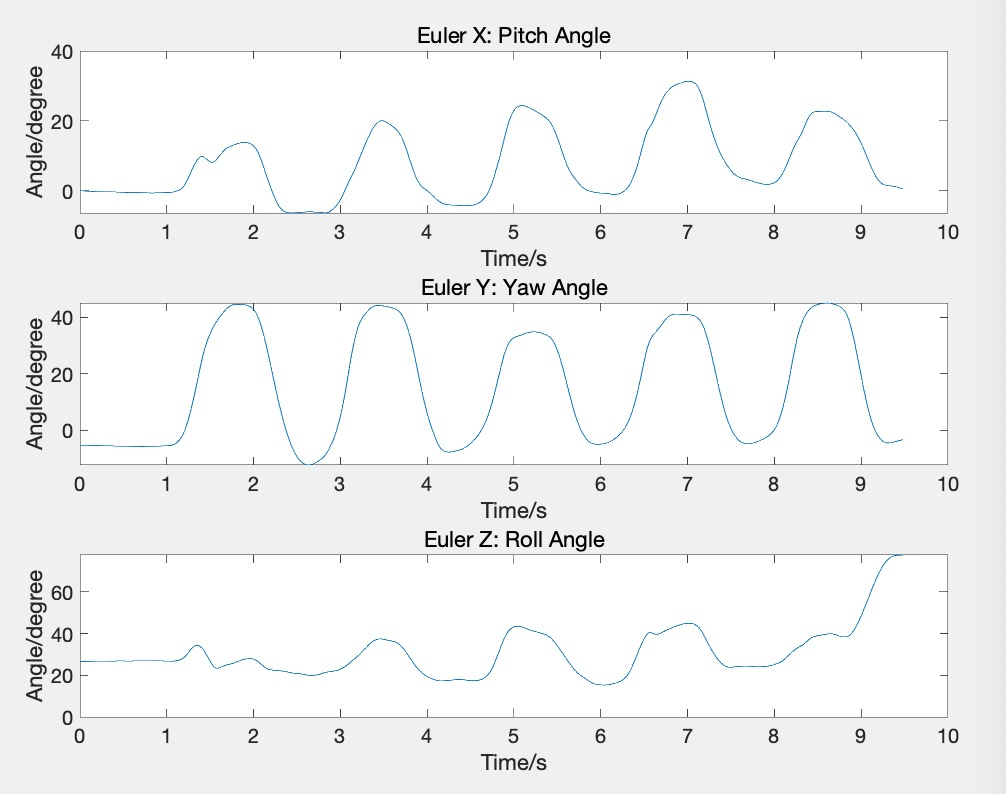 Euler X: Pitch Angle
40
20
0
Angle/degree
0 1 2 3 4 5 6 7 8 9 10
Time/s
Euler Y: Yaw Angle
40
20
0
Angle/degree
0 1 2 3 4 5 6 7 8 9 10
Time/s
Euler Z: Roll Angle
60
40
20
0
Angle/degree
0 1 2 3 4 5 6 7 8 9 10
Time/s